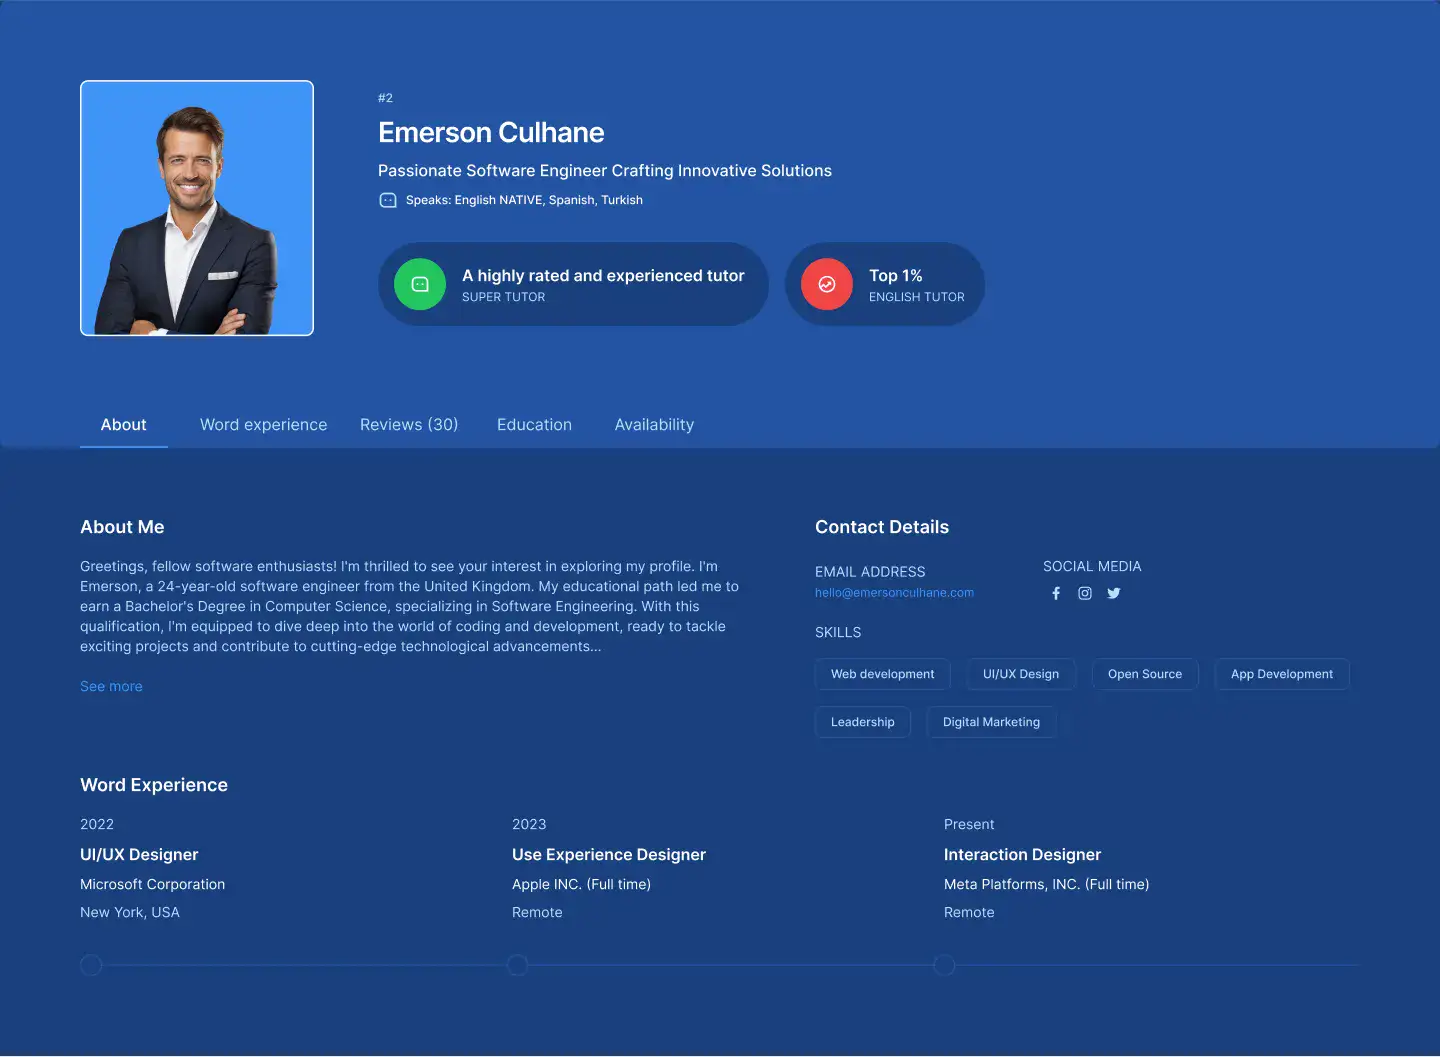 #2
Emerson Culhane
Passionate Software Engineer Crafting Innovative Solutions
Speaks: English NATIVE, Spanish, Turkish
A highly rated and experienced tutor
SUPER TUTOR
Top 1%
ENGLISH TUTOR
About
Word experience
Reviews (30)
Education
Availability
About Me
Greetings, fellow software enthusiasts! I'm thrilled to see your interest in exploring my profile. I'm
Emerson, a 24-year-old software engineer from the United Kingdom. My educational path led me to
earn a Bachelor's Degree in Computer Science, specializing in Software Engineering. With this
qualification, I'm equipped to dive deep into the world of coding and development, ready to tackle
exciting projects and contribute to cutting-edge technological advancements...
See more
Contact Details
EMAIL ADDRESS
hello@emersonculhane.com
SOCIAL MEDIA
SKILLS
Web development
UI/UX Design
Open Source
App Development
Leadership
Digital Marketing
Word Experience
2022
UI/UX Designer
Microsoft Corporation
New York, USA
2023
Use Experience Designer
Apple INC. (Full time)
Remote
Present
Interaction Designer
Meta Platforms, INC. (Full time)
Remote